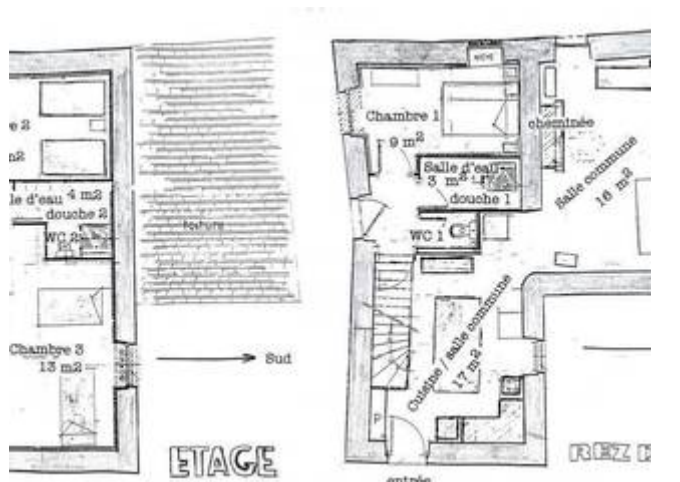 e 2
m2
le d'eau 4 m2
douche 2
WC 2
toiture
Chambre 3
13 m2
Sud
ETAGE
Chambre 1
9 m²
Salle d'eau
3 m²
douche 1
WC 1
cheminée
Salle commune
16 m²
Cuisine / salle commune
17 m²
P
entrée
REZ